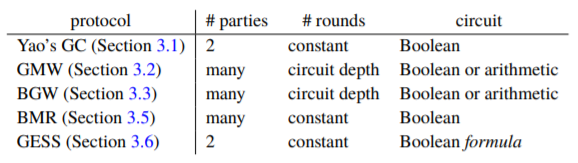 protocol # parties # rounds circuit
Yao's GC (Section 3.1) 2 constant Boolean
GMW (Section 3.2) many circuit depth Boolean or arithmetic
BGW (Section 3.3) many circuit depth Boolean or arithmetic
BMR (Section 3.5) many constant Boolean
GESS (Section 3.6) 2 constant Boolean formula